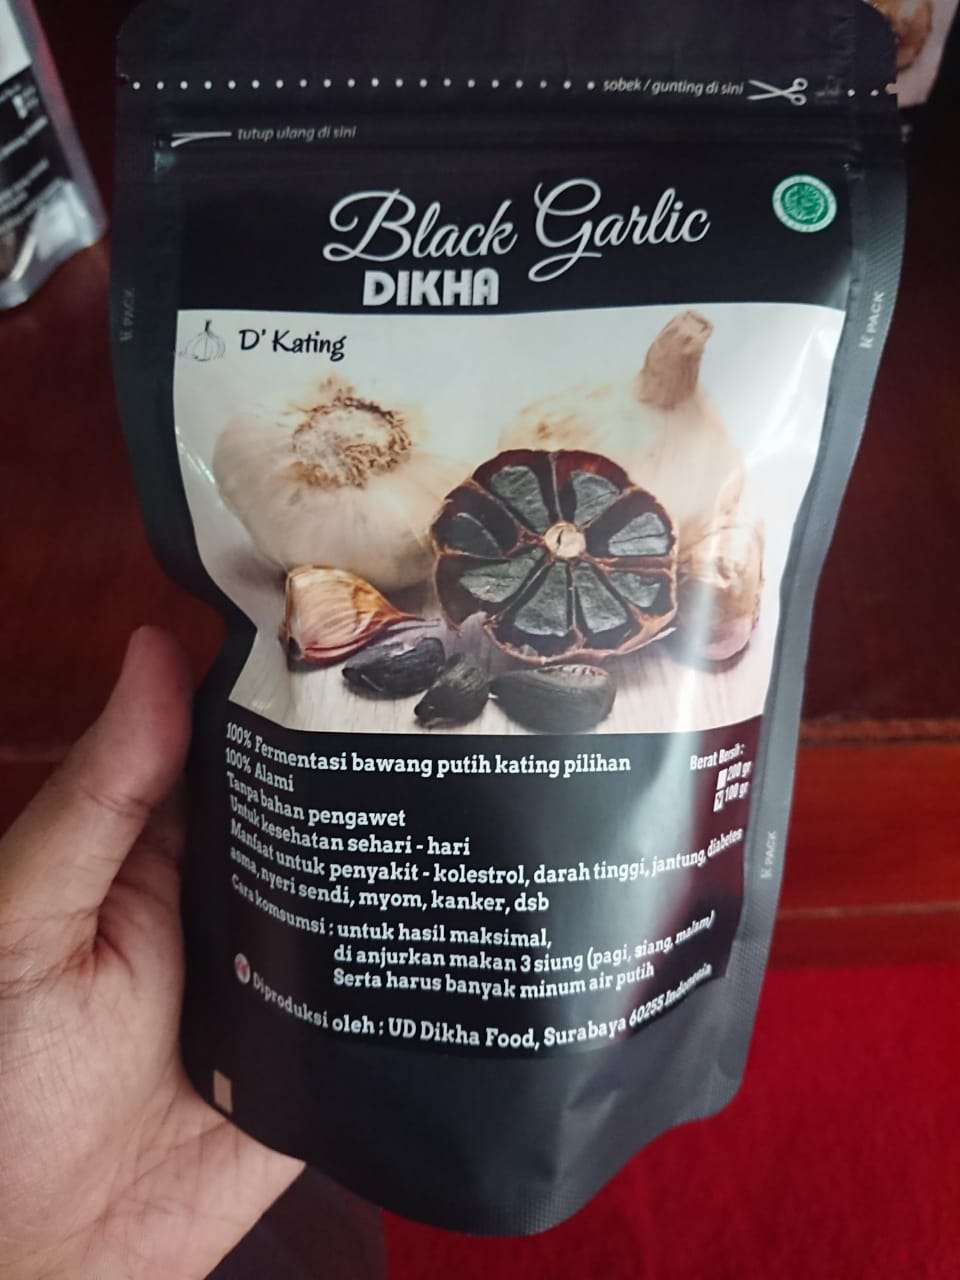 sobek / gunting di sini
tutup ulang di sini
Black Garlic
DIKHA
D' Kating
K PACK
K PACK
100% Fermentasi bawang putih kating pilihan
100% Alami
Tanpa bahan pengawet
Untuk kesehatan sehari - hari
Manfaat untuk penyakit - kolestrol, darah tinggi, jantung, diabetes
asma, nyeri sendi, myom, kanker, dsb
Berat Bersih :
200 gr
100 gr
K PACK
Cara komsumsi : untuk hasil maksimal,
di anjurkan makan 3 siung (pagi, siang, malam)
Serta harus banyak minum air putih
Diproduksi oleh : UD Dikha Food, Surabaya 60255 Indonesia